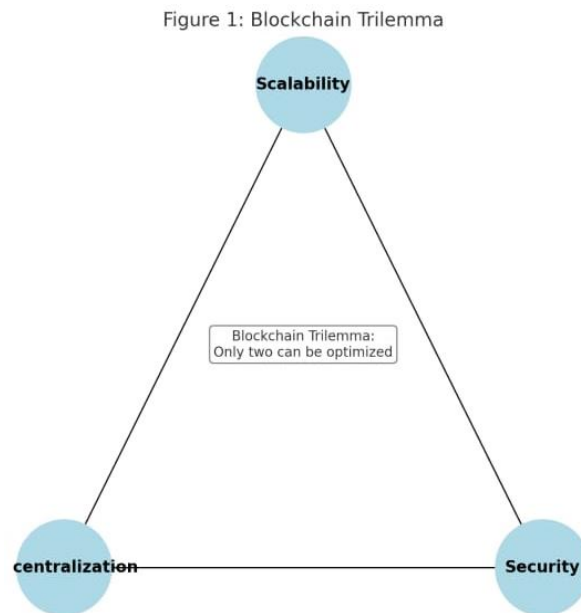 Figure 1: Blockchain Trilemma
Scalability
Blockchain Trilemma:
Only two can be optimized
centralization
Security